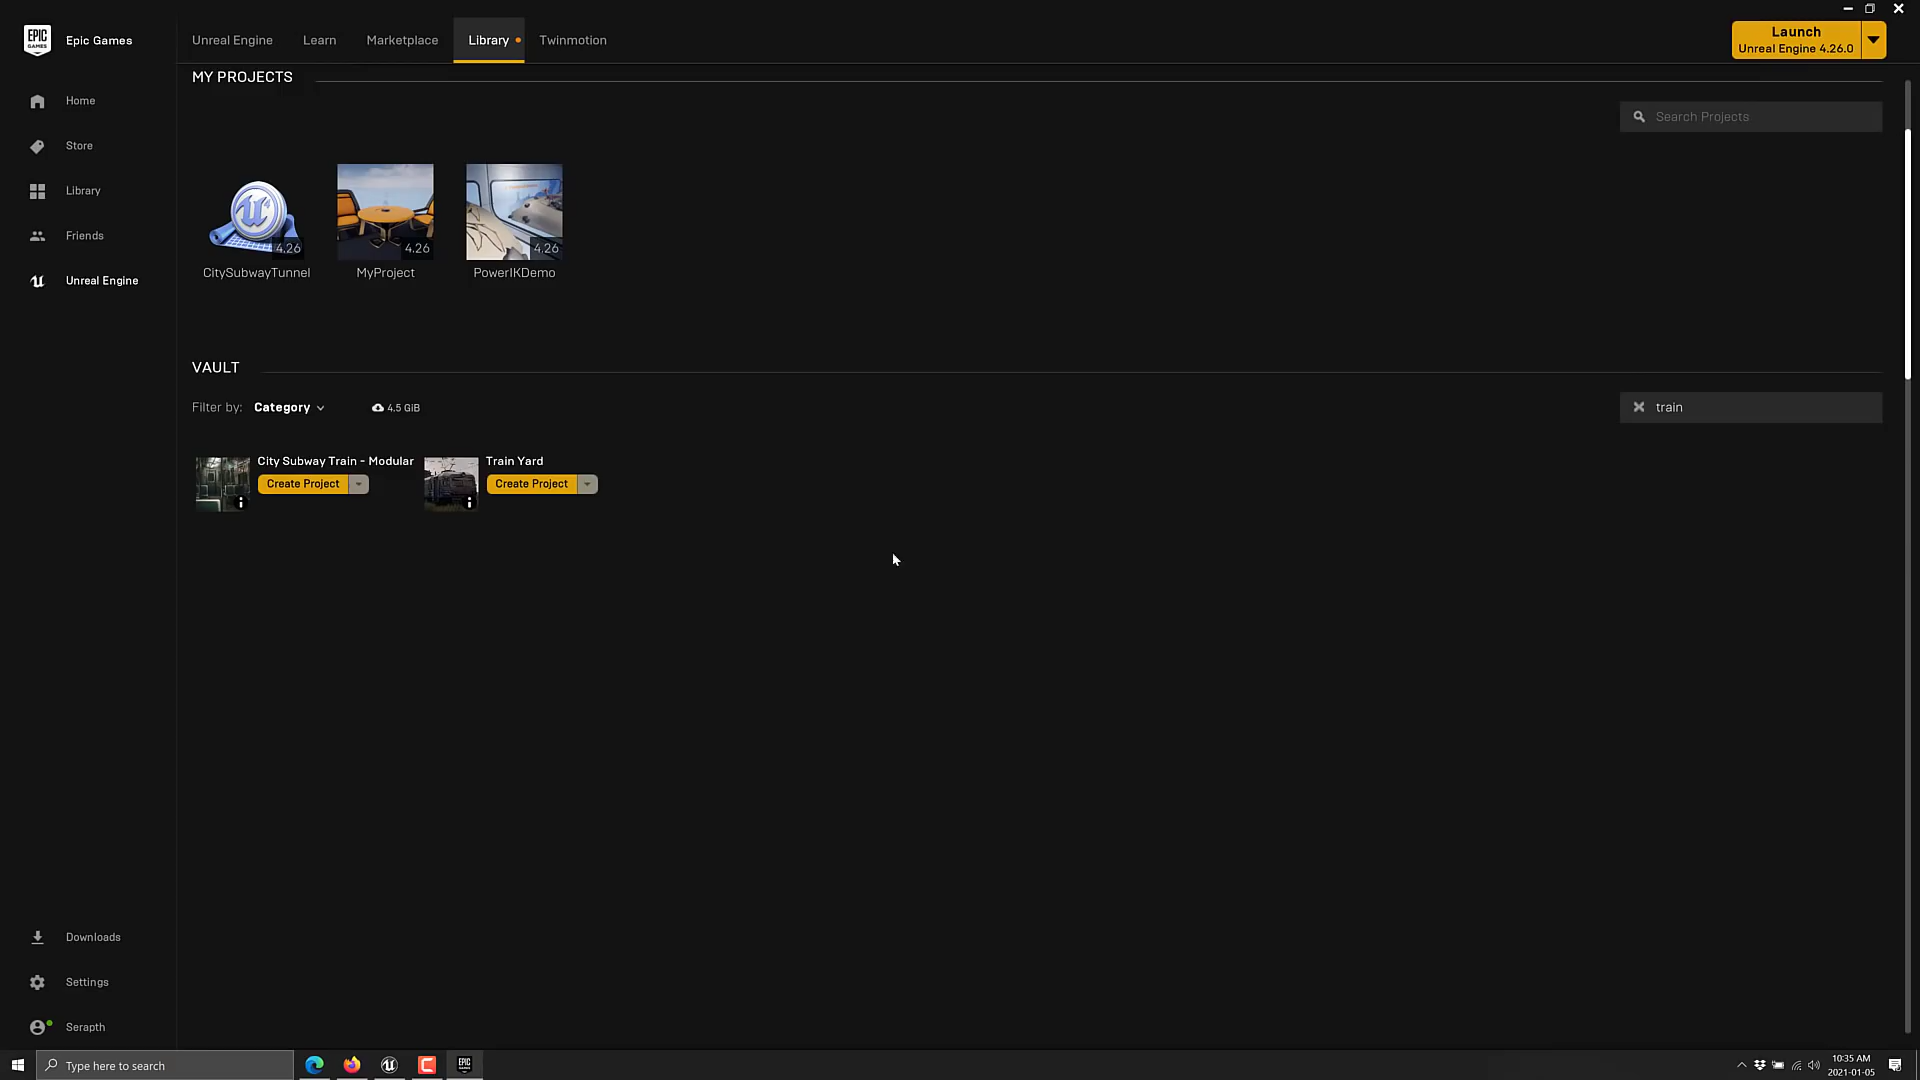 EPIC GAMES
Epic Games
Unreal Engine
Learn
Marketplace
Library
Twinmotion
Launch
Unreal Engine 4.26.0
Home
Store
Library
Friends
Unreal Engine
MY PROJECTS
Search Projects
4.26
4.26
4.26
CitySubwayTunnel
MyProject
PowerIKDemo
VAULT
Filter by: Category
4.5 GiB
train
City Subway Train - Modular
Create Project
Train Yard
Create Project
Downloads
Settings
Serapth
Type here to search
EPIC GAMES
10:35 AM
2021-01-05